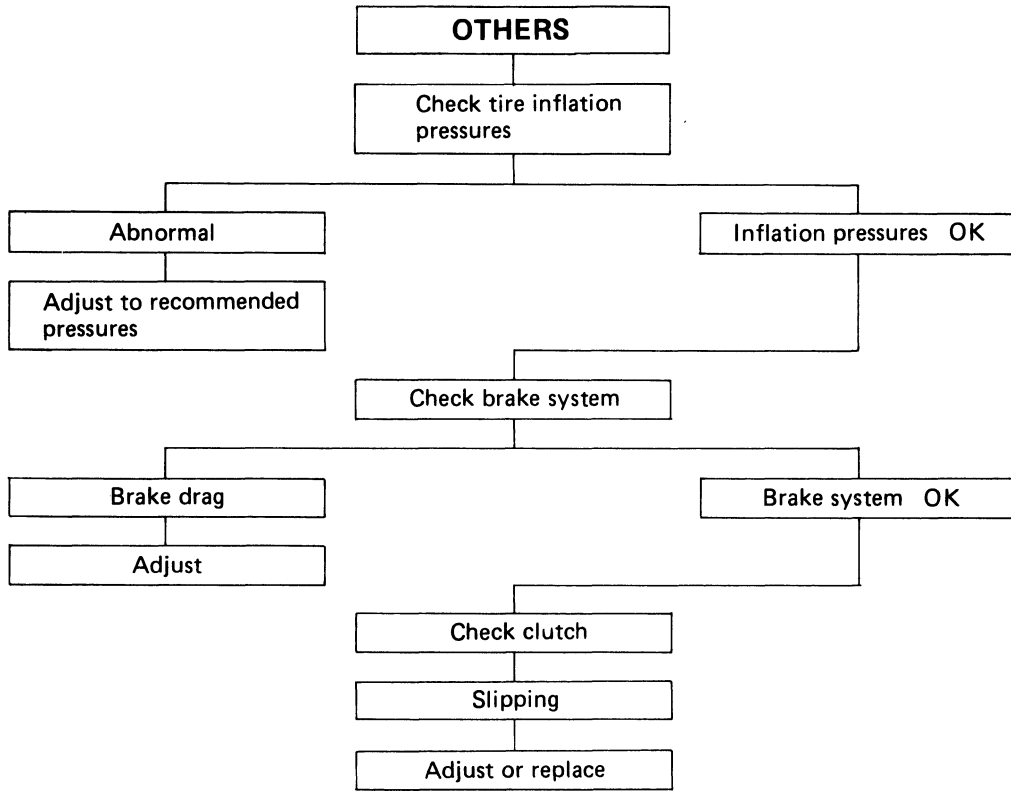 OTHERS
Check tire inflation
pressures
Abnormal
Inflation pressures OK
Adjust to recommended
pressures
Check brake system
Brake drag
Brake system OK
Adjust
Check clutch
Slipping
Adjust or replace